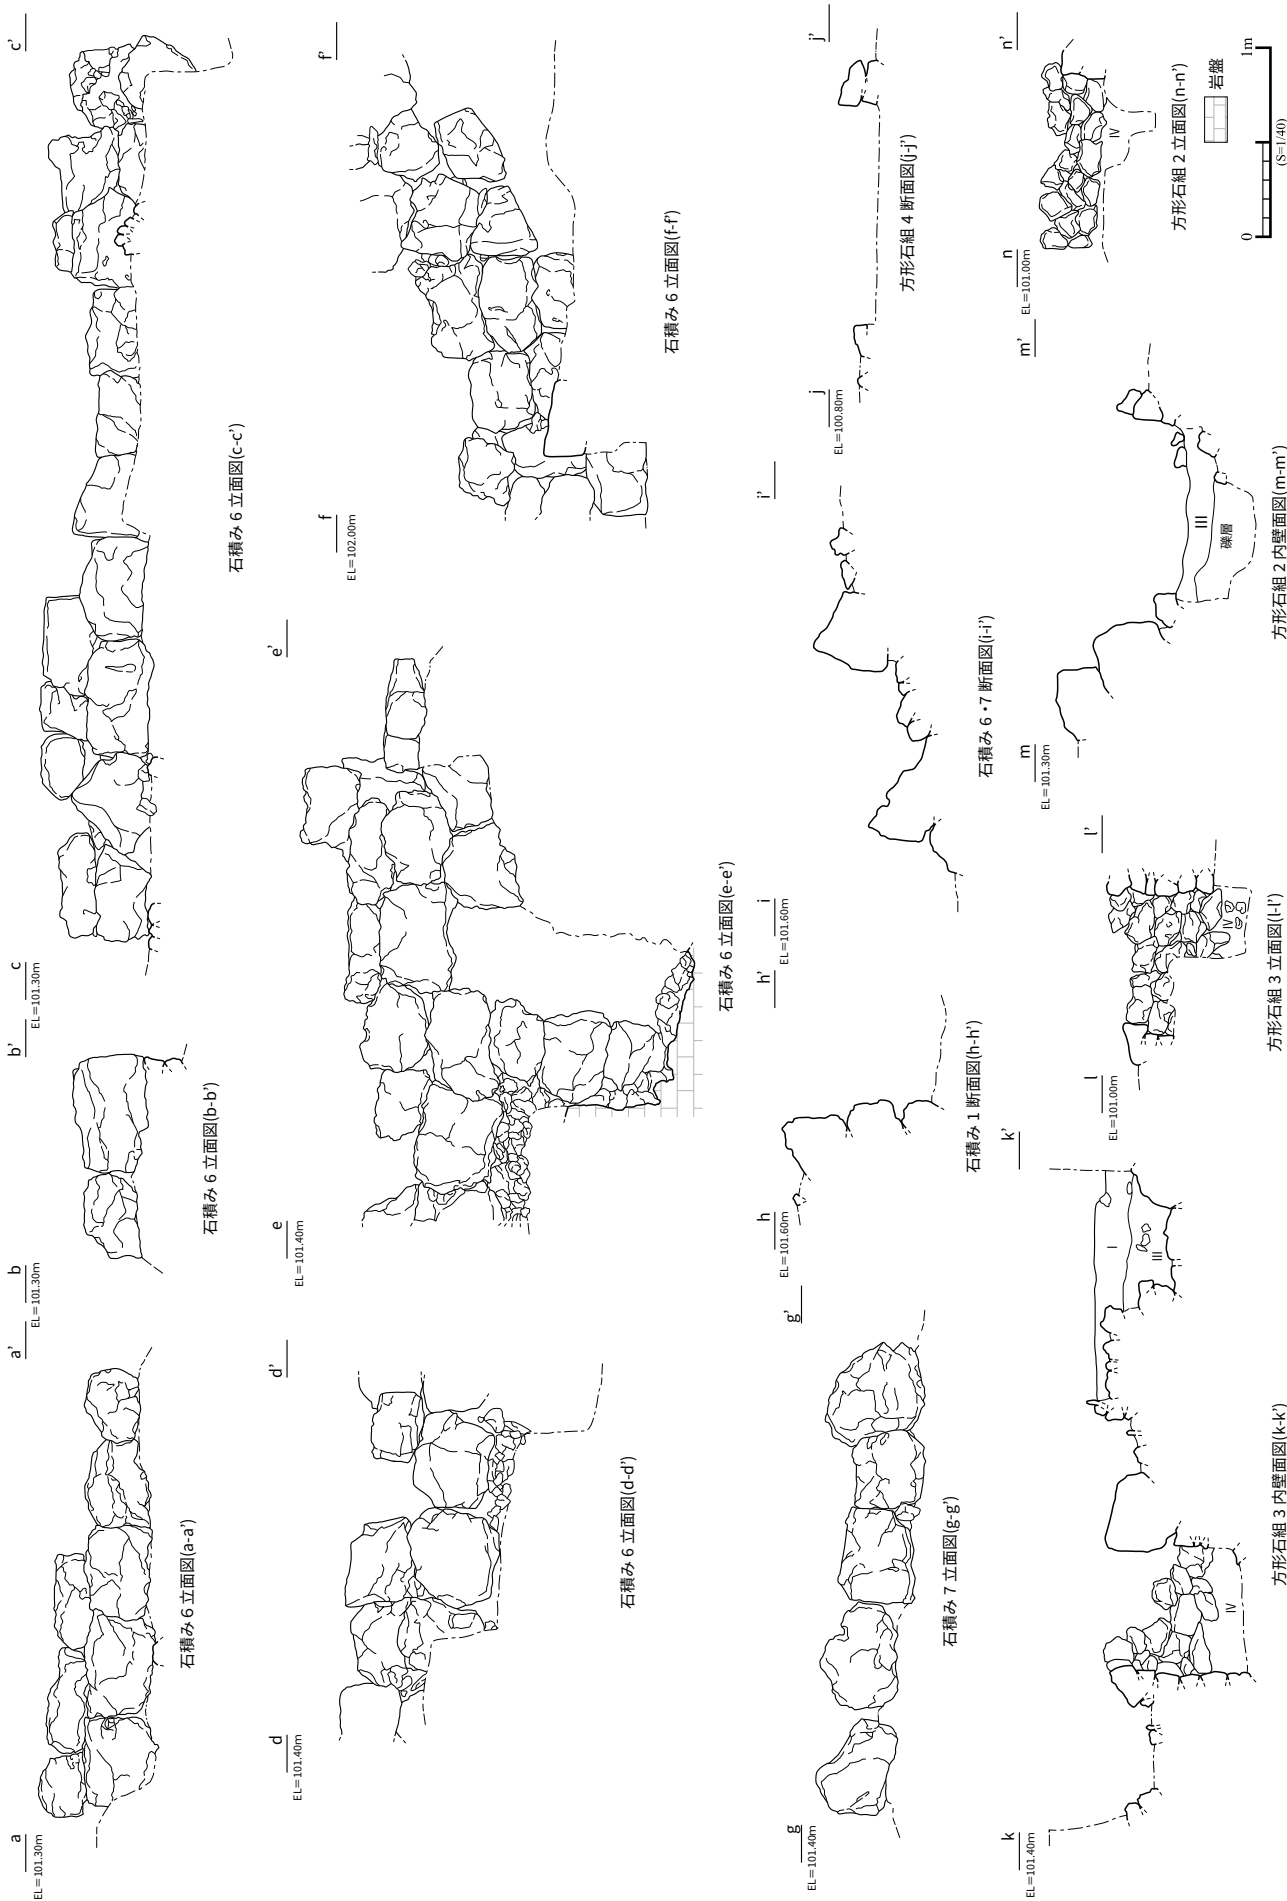 a
a’
EL＝101.30m
石積み 6 立面図(a-a’)
b
b’
EL＝101.30m
石積み 6 立面図(b-b’)
c
c’
EL＝101.30m
石積み 6 立面図(c-c’)
d
d’
EL＝101.40m
石積み 6 立面図(d-d’)
e
e’
EL＝101.40m
石積み 6 立面図(e-e’)
f
f’
EL＝102.00m
石積み 6 立面図(f-f’)
g
g’
EL＝101.40m
石積み 7 立面図(g-g’)
h
h’
EL＝101.60m
石積み 1 断面図(h-h’)
i
i’
EL＝101.60m
石積み 6・7 断面図(i-i’)
j
j’
EL＝100.80m
方形石組 4 断面図(j-j’)
k
k’
EL＝101.40m
I
III
IV
方形石組 3 内壁面図(k-k’)
l
l’
EL＝101.00m
IV
方形石組 3 立面図(l-l’)
m
m’
EL＝101.30m
III
礫層
方形石組 2 内壁面図(m-m’)
n
n’
EL＝101.00m
IV
方形石組 2 立面図(n-n’)
岩盤
0
1m
(S=1/40)